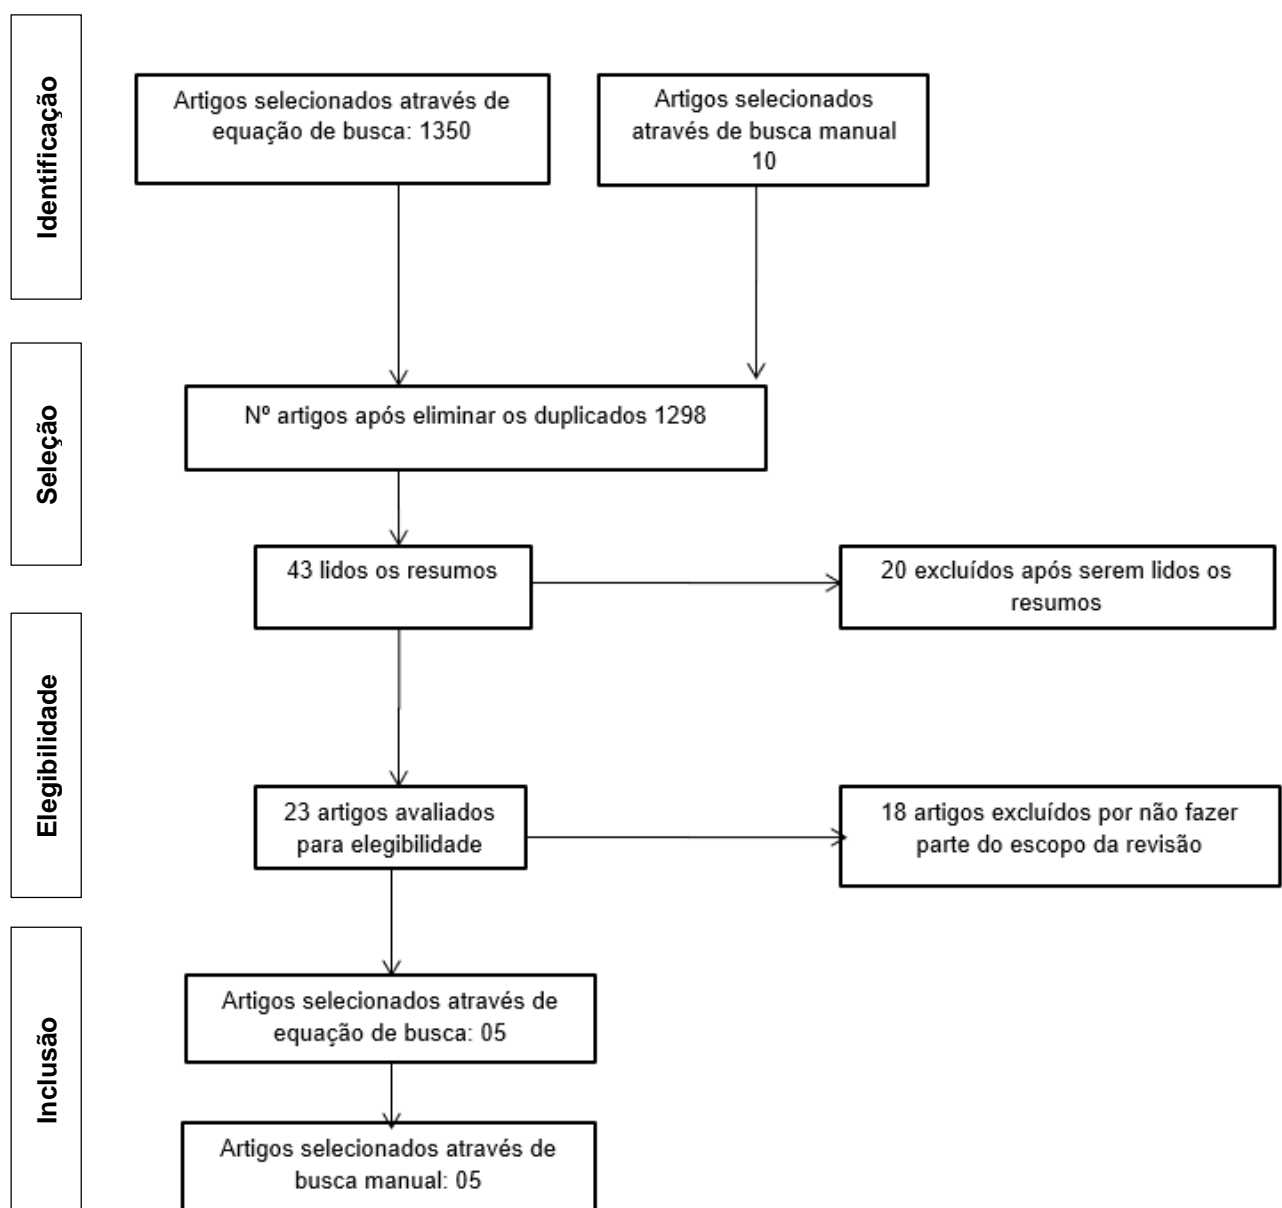 Identificação
Artigos selecionados através de
equação de busca: 1350
Artigos selecionados
através de busca manual
10
Seleção
Nº artigos após eliminar os duplicados 1298
43 lidos os resumos
20 excluídos após serem lidos os
resumos
Elegibilidade
23 artigos avaliados
para elegibilidade
18 artigos excluídos por não fazer
parte do escopo da revisão
Inclusão
Artigos selecionados através de
equação de busca: 05
Artigos selecionados através de
busca manual: 05